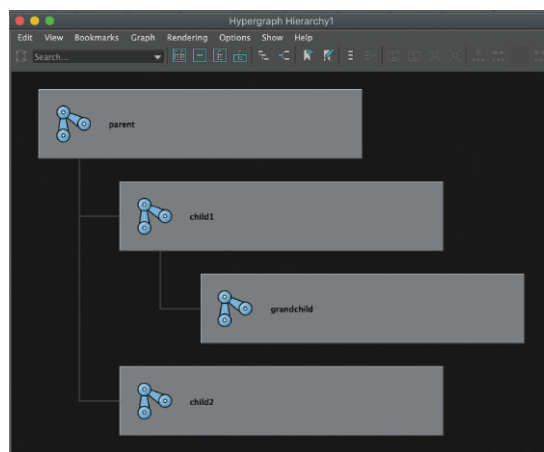 Hypergraph Hierarchy1
Edit View Bookmarks Graph Rendering Options Show Help
Search...
parent
child1
grandchild
child2